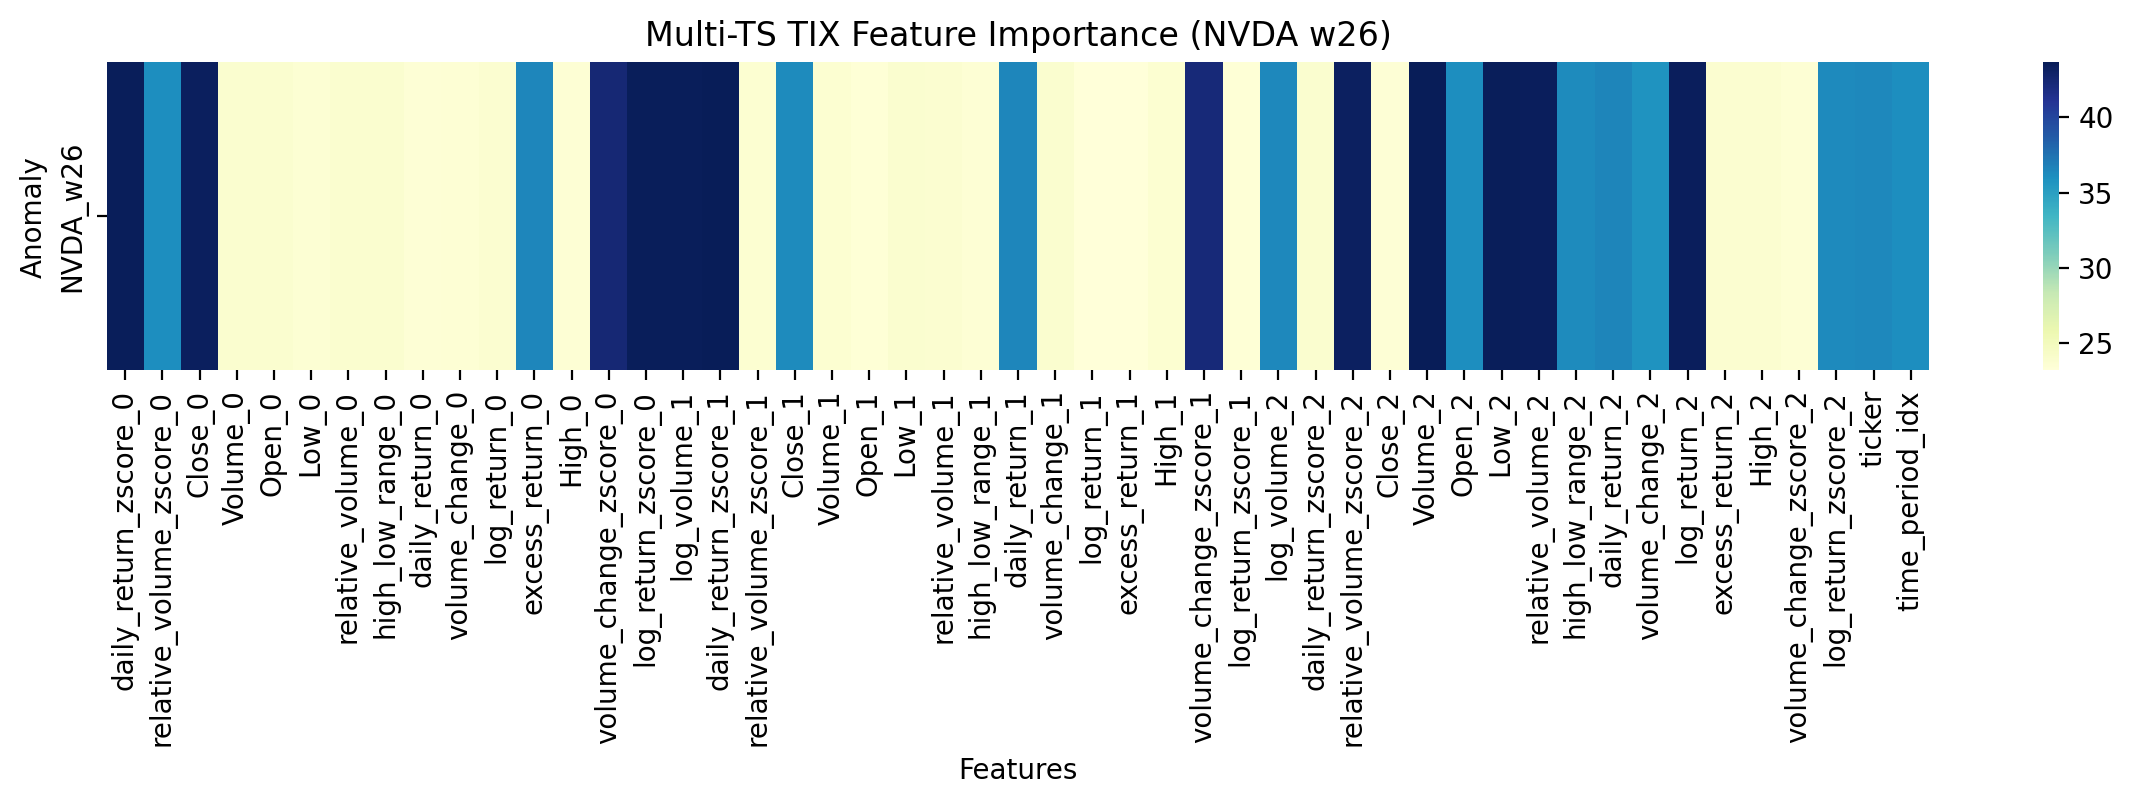 Multi-TS TIX Feature Importance (NVDA w26)
Anomaly
NVDA_w26
daily_return_zscore_0
relative_volume_zscore_0
Close_0
Volume_0
Open_0
Low_0
relative_volume_0
high_low_range_0
daily_return_0
volume_change_0
log_return_0
excess_return_0
High_0
volume_change_zscore_0
log_return_zscore_0
log_volume_1
daily_return_zscore_1
relative_volume_zscore_1
Close_1
Volume_1
Open_1
Low_1
relative_volume_1
high_low_range_1
daily_return_1
volume_change_1
log_return_1
excess_return_1
High_1
volume_change_zscore_1
log_return_zscore_1
log_volume_2
daily_return_zscore_2
relative_volume_zscore_2
Close_2
Volume_2
Open_2
Low_2
relative_volume_2
high_low_range_2
daily_return_2
volume_change_2
log_return_2
excess_return_2
High_2
volume_change_zscore_2
log_return_zscore_2
ticker
time_period_idx
Features
40
35
30
25